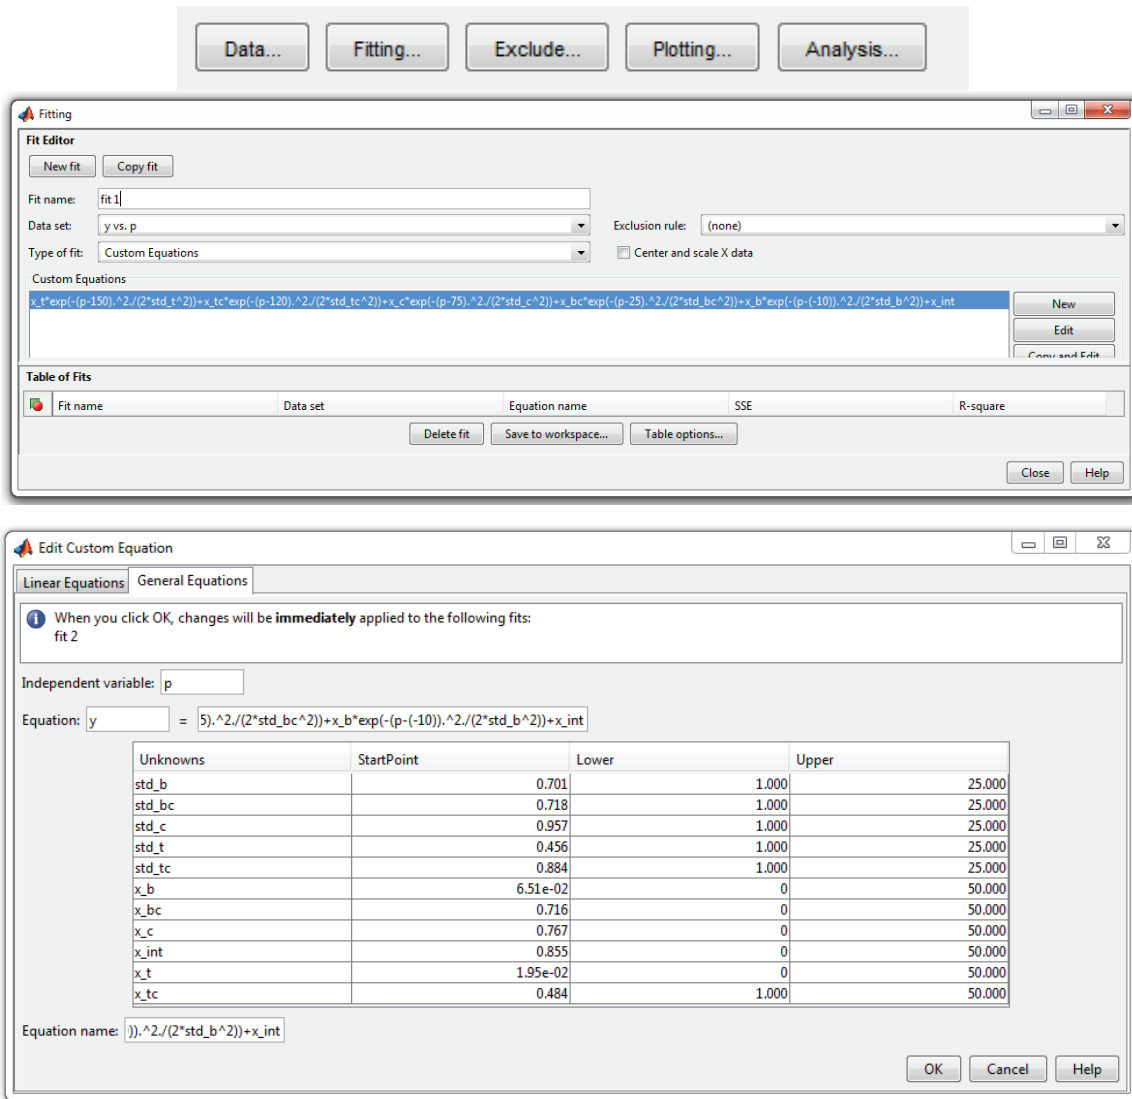 Data... Fitting... Exclude... Plotting... Analysis...
Fitting
Fit Editor
New fit Copy fit
Fit name: fit 1
Data set: y vs. p Exclusion rule: (none)
Type of fit: Custom Equations Center and scale X data
Custom Equations
x_t*exp(-(p-150).^2./(2*std_t^2))+x_tc*exp(-(p-120).^2./(2*std_tc^2))+x_c*exp(-(p-75).^2./(2*std_c^2))+x_bc*exp(-(p-25).^2./(2*std_bc^2))+x_b*exp(-(p-(-10)).^2./(2*std_b^2))+x_int
New
Edit
Copy and Edit
Table of Fits
Fit name Data set Equation name SSE R-square
Delete fit Save to workspace... Table options...
Close Help
Edit Custom Equation
Linear Equations General Equations
When you click OK, changes will be immediately applied to the following fits:
fit 2
Independent variable: p
Equation: y = 5).^2./(2*std_bc^2))+x_b*exp(-(p-(-10)).^2./(2*std_b^2))+x_int
Unknowns StartPoint Lower Upper
std_b 0.701 1.000 25.000
std_bc 0.718 1.000 25.000
std_c 0.957 1.000 25.000
std_t 0.456 1.000 25.000
std_tc 0.884 1.000 25.000
x_b 6.51e-02 0 50.000
x_bc 0.716 0 50.000
x_c 0.767 0 50.000
x_int 0.855 0 50.000
x_t 1.95e-02 0 50.000
x_tc 0.484 1.000 50.000
Equation name: )).^2./(2*std_b^2))+x_int
OK Cancel Help